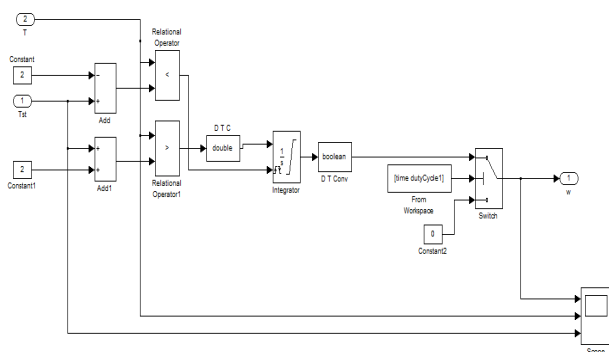 2
T
Relational
Operator
Constant
2
-
+
<
1
Tst
Add
D T C
double
+
+
>
1
s
boolean
[time dutyCycle1]
1
w
2
Constant1
Add1
Relational
Operator1
Integrator
D T Conv
From
Workspace
Switch
0
Constant2
Scope